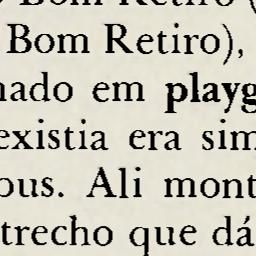 Bom Retiro (
Bom Retiro),
nado em playg
existia era sim
ous. Ali mont
trecho que dá